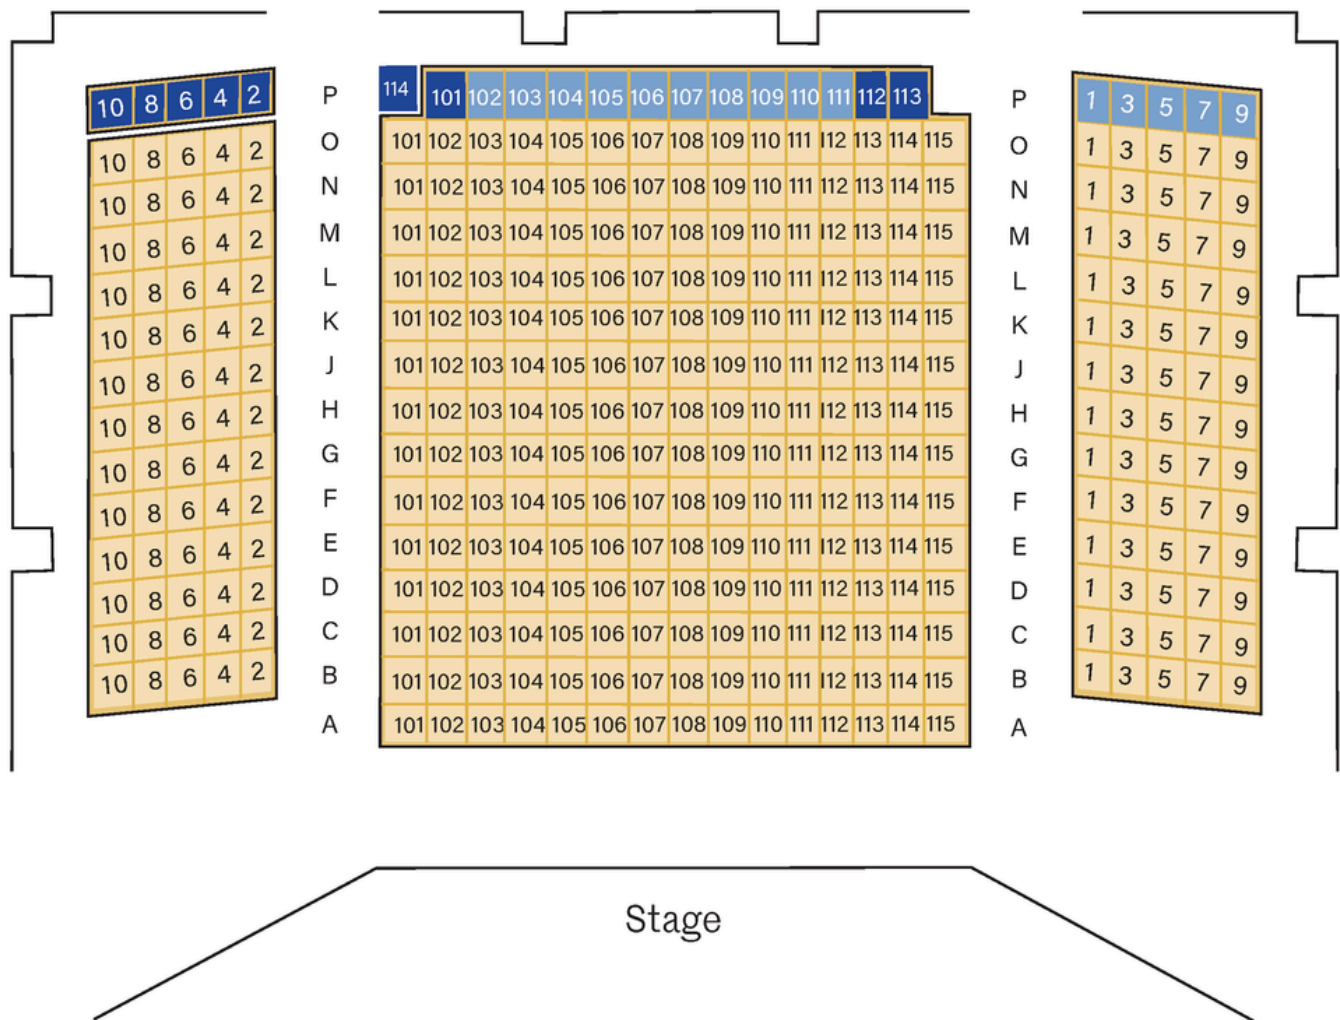 10 8 6 4 2 P 114 101 102 103 104 105 106 107 108 109 110 111 112 113 P 1 3 5 7 9
10 8 6 4 2 O 101 102 103 104 105 106 107 108 109 110 111 I12 113 114 115 O 1 3 5 7 9
10 8 6 4 2 N 101 102 103 104 105 106 107 108 109 110 111 I12 113 114 115 N 1 3 5 7 9
10 8 6 4 2 M 101 102 103 104 105 106 107 108 109 110 111 I12 113 114 115 M 1 3 5 7 9
10 8 6 4 2 L 101 102 103 104 105 106 107 108 109 110 111 I12 113 114 115 L 1 3 5 7 9
10 8 6 4 2 K 101 102 103 104 105 106 107 108 109 110 111 I12 113 114 115 K 1 3 5 7 9
10 8 6 4 2 J 101 102 103 104 105 106 107 108 109 110 111 I12 113 114 115 J 1 3 5 7 9
10 8 6 4 2 H 101 102 103 104 105 106 107 108 109 110 111 I12 113 114 115 H 1 3 5 7 9
10 8 6 4 2 G 101 102 103 104 105 106 107 108 109 110 111 I12 113 114 115 G 1 3 5 7 9
10 8 6 4 2 F 101 102 103 104 105 106 107 108 109 110 111 I12 113 114 115 F 1 3 5 7 9
10 8 6 4 2 E 101 102 103 104 105 106 107 108 109 110 111 I12 113 114 115 E 1 3 5 7 9
10 8 6 4 2 D 101 102 103 104 105 106 107 108 109 110 111 I12 113 114 115 D 1 3 5 7 9
10 8 6 4 2 C 101 102 103 104 105 106 107 108 109 110 111 I12 113 114 115 C 1 3 5 7 9
10 8 6 4 2 B 101 102 103 104 105 106 107 108 109 110 111 I12 113 114 115 B 1 3 5 7 9
A 101 102 103 104 105 106 107 108 109 110 111 I12 113 114 115 A
Stage